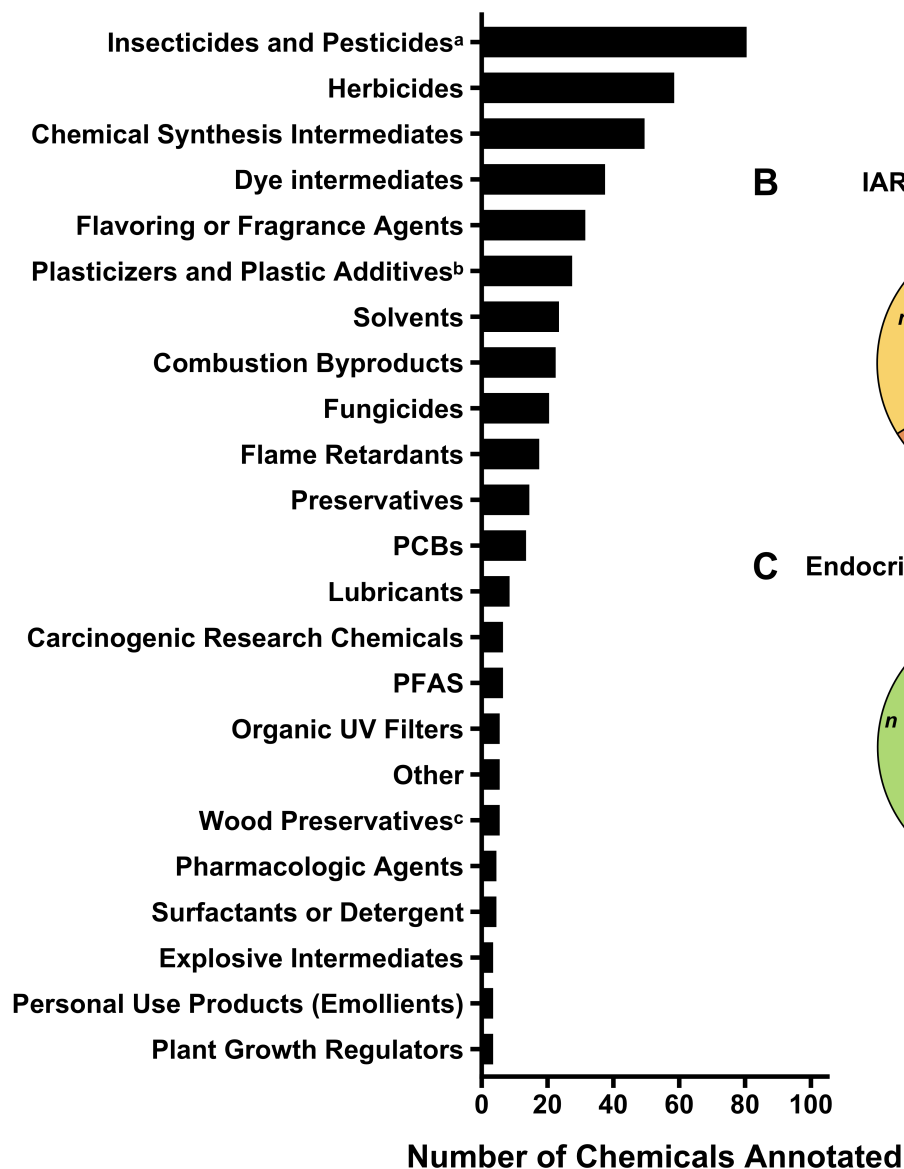 Insecticides and Pesticidesᵃ
Herbicides
Chemical Synthesis Intermediates
Dye intermediates
Flavoring or Fragrance Agents
Plasticizers and Plastic Additivesᵇ
Solvents
Combustion Byproducts
Fungicides
Flame Retardants
Preservatives
PCBs
Lubricants
Carcinogenic Research Chemicals
PFAS
Organic UV Filters
Other
Wood Preservativesᶜ
Pharmacologic Agents
Surfactants or Detergent
Explosive Intermediates
Personal Use Products (Emollients)
Plant Growth Regulators
0 20 40 60 80 100
Number of Chemicals Annotated
B IAR
C Endocri
n